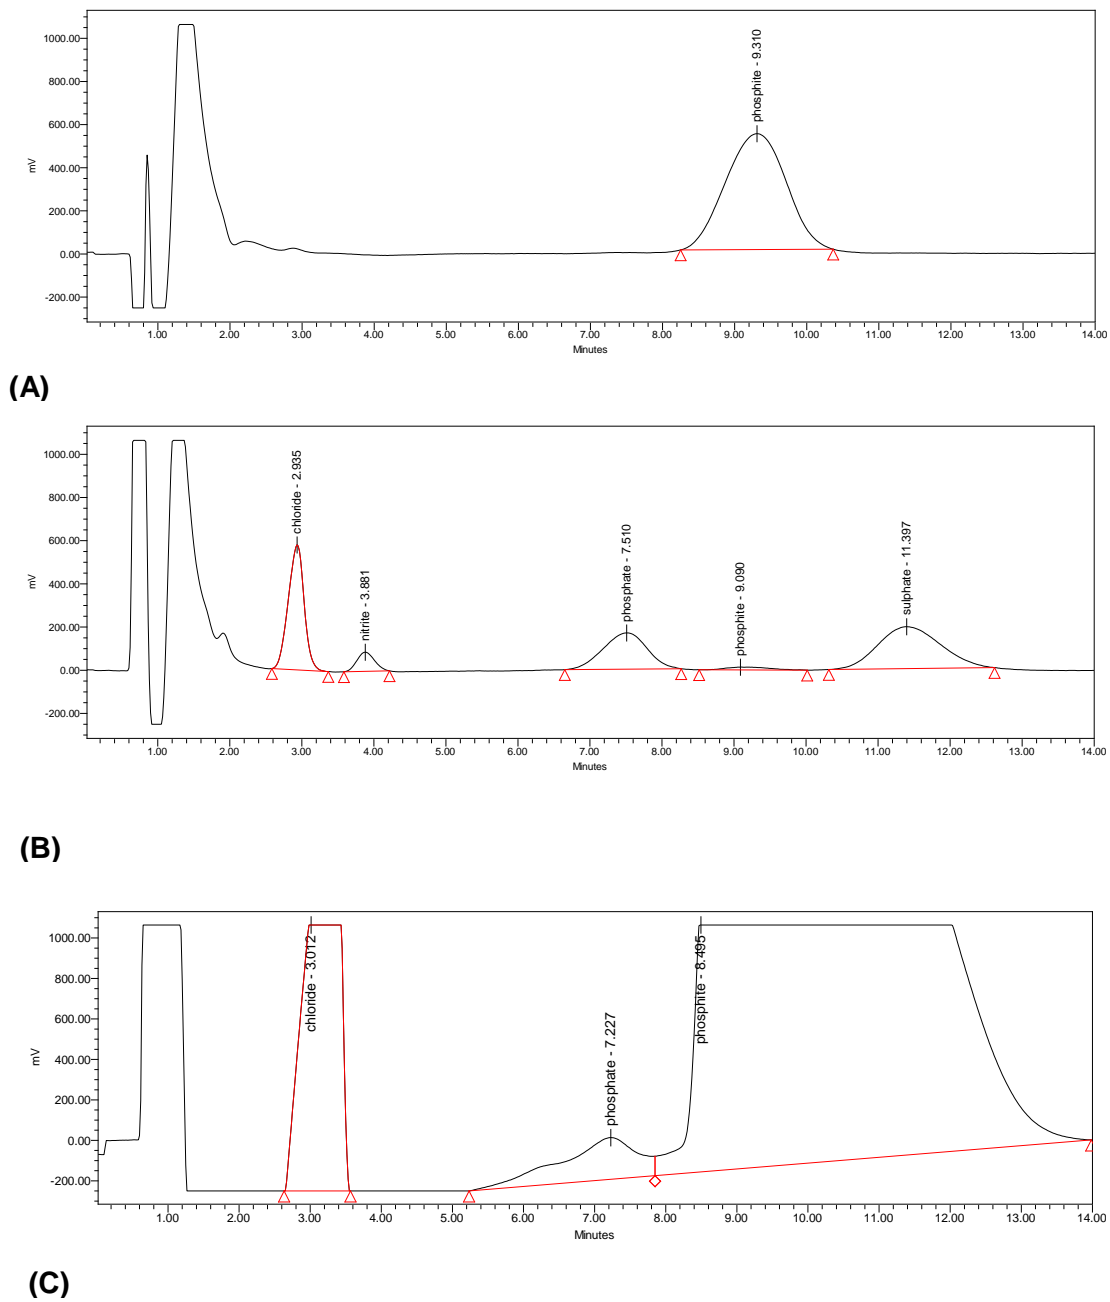 1000.00
800.00
600.00
400.00
200.00
0.00
-200.00
mV
phosphite - 9.310
1.00 2.00 3.00 4.00 5.00 6.00 7.00 8.00 9.00 10.00 11.00 12.00 13.00 14.00
Minutes
(A)
1000.00
800.00
600.00
400.00
200.00
0.00
-200.00
mV
chloride - 2.935
nitrite - 3.881
phosphate - 7.510
phosphite - 9.090
sulphate - 11.397
1.00 2.00 3.00 4.00 5.00 6.00 7.00 8.00 9.00 10.00 11.00 12.00 13.00 14.00
Minutes
(B)
1000.00
800.00
600.00
400.00
200.00
0.00
-200.00
mV
chloride - 3.012
phosphate - 7.227
phosphite - 8.495
1.00 2.00 3.00 4.00 5.00 6.00 7.00 8.00 9.00 10.00 11.00 12.00 13.00 14.00
Minutes
(C)